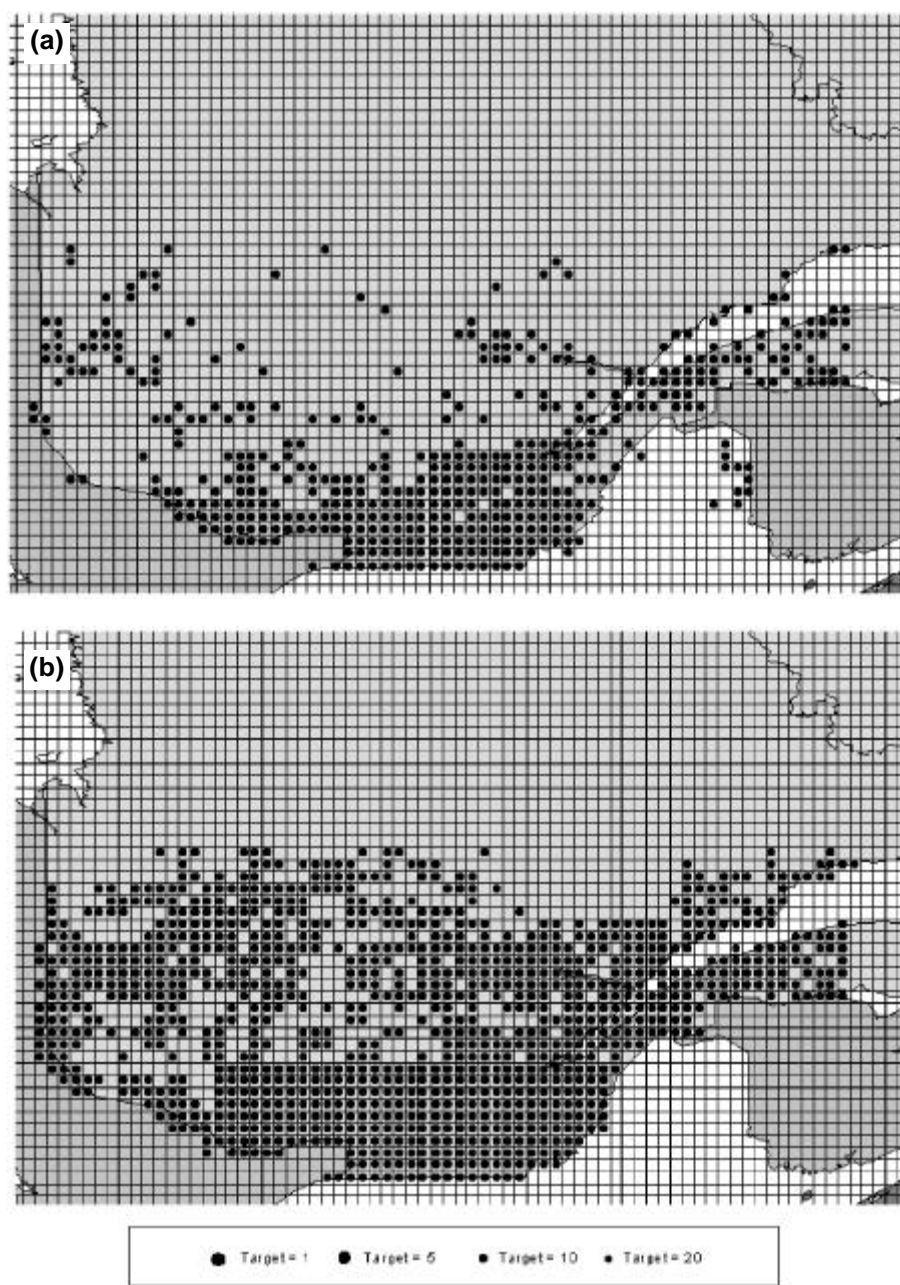 (a)
(b)
Target = 1 Target = 5 Target = 10 Target = 20